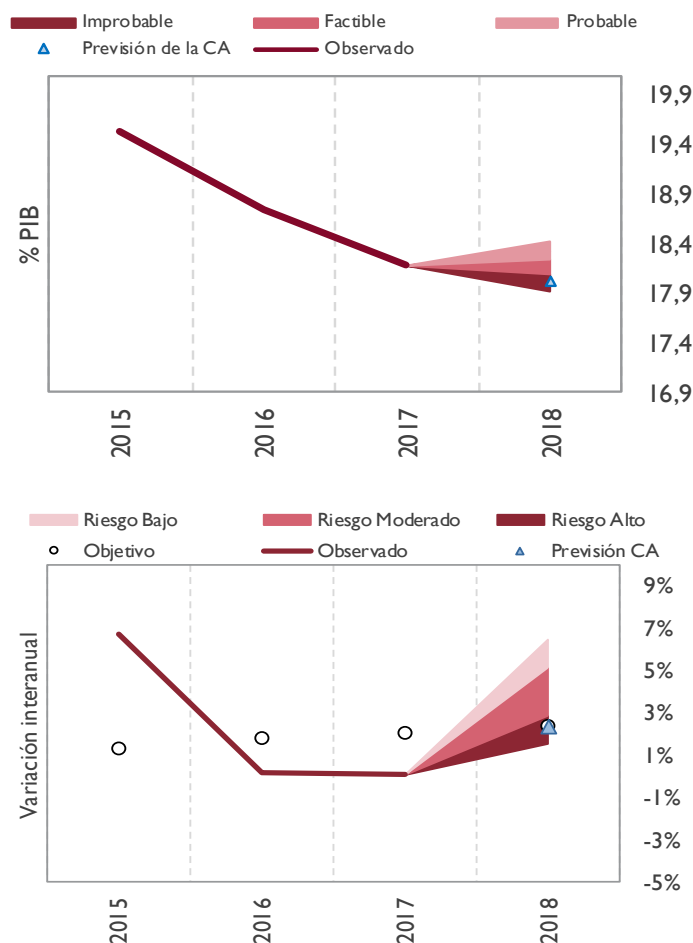 Improbable Factible Probable
Previsión de la CA Observado
% PIB
19,9
19,4
18,9
18,4
17,9
17,4
16,9
2015 2016 2017 2018
Riesgo Bajo Riesgo Moderado Riesgo Alto
Objetivo Observado Previsión CA
Variación interanual
9%
7%
5%
3%
1%
-1%
-3%
-5%
2015 2016 2017 2018